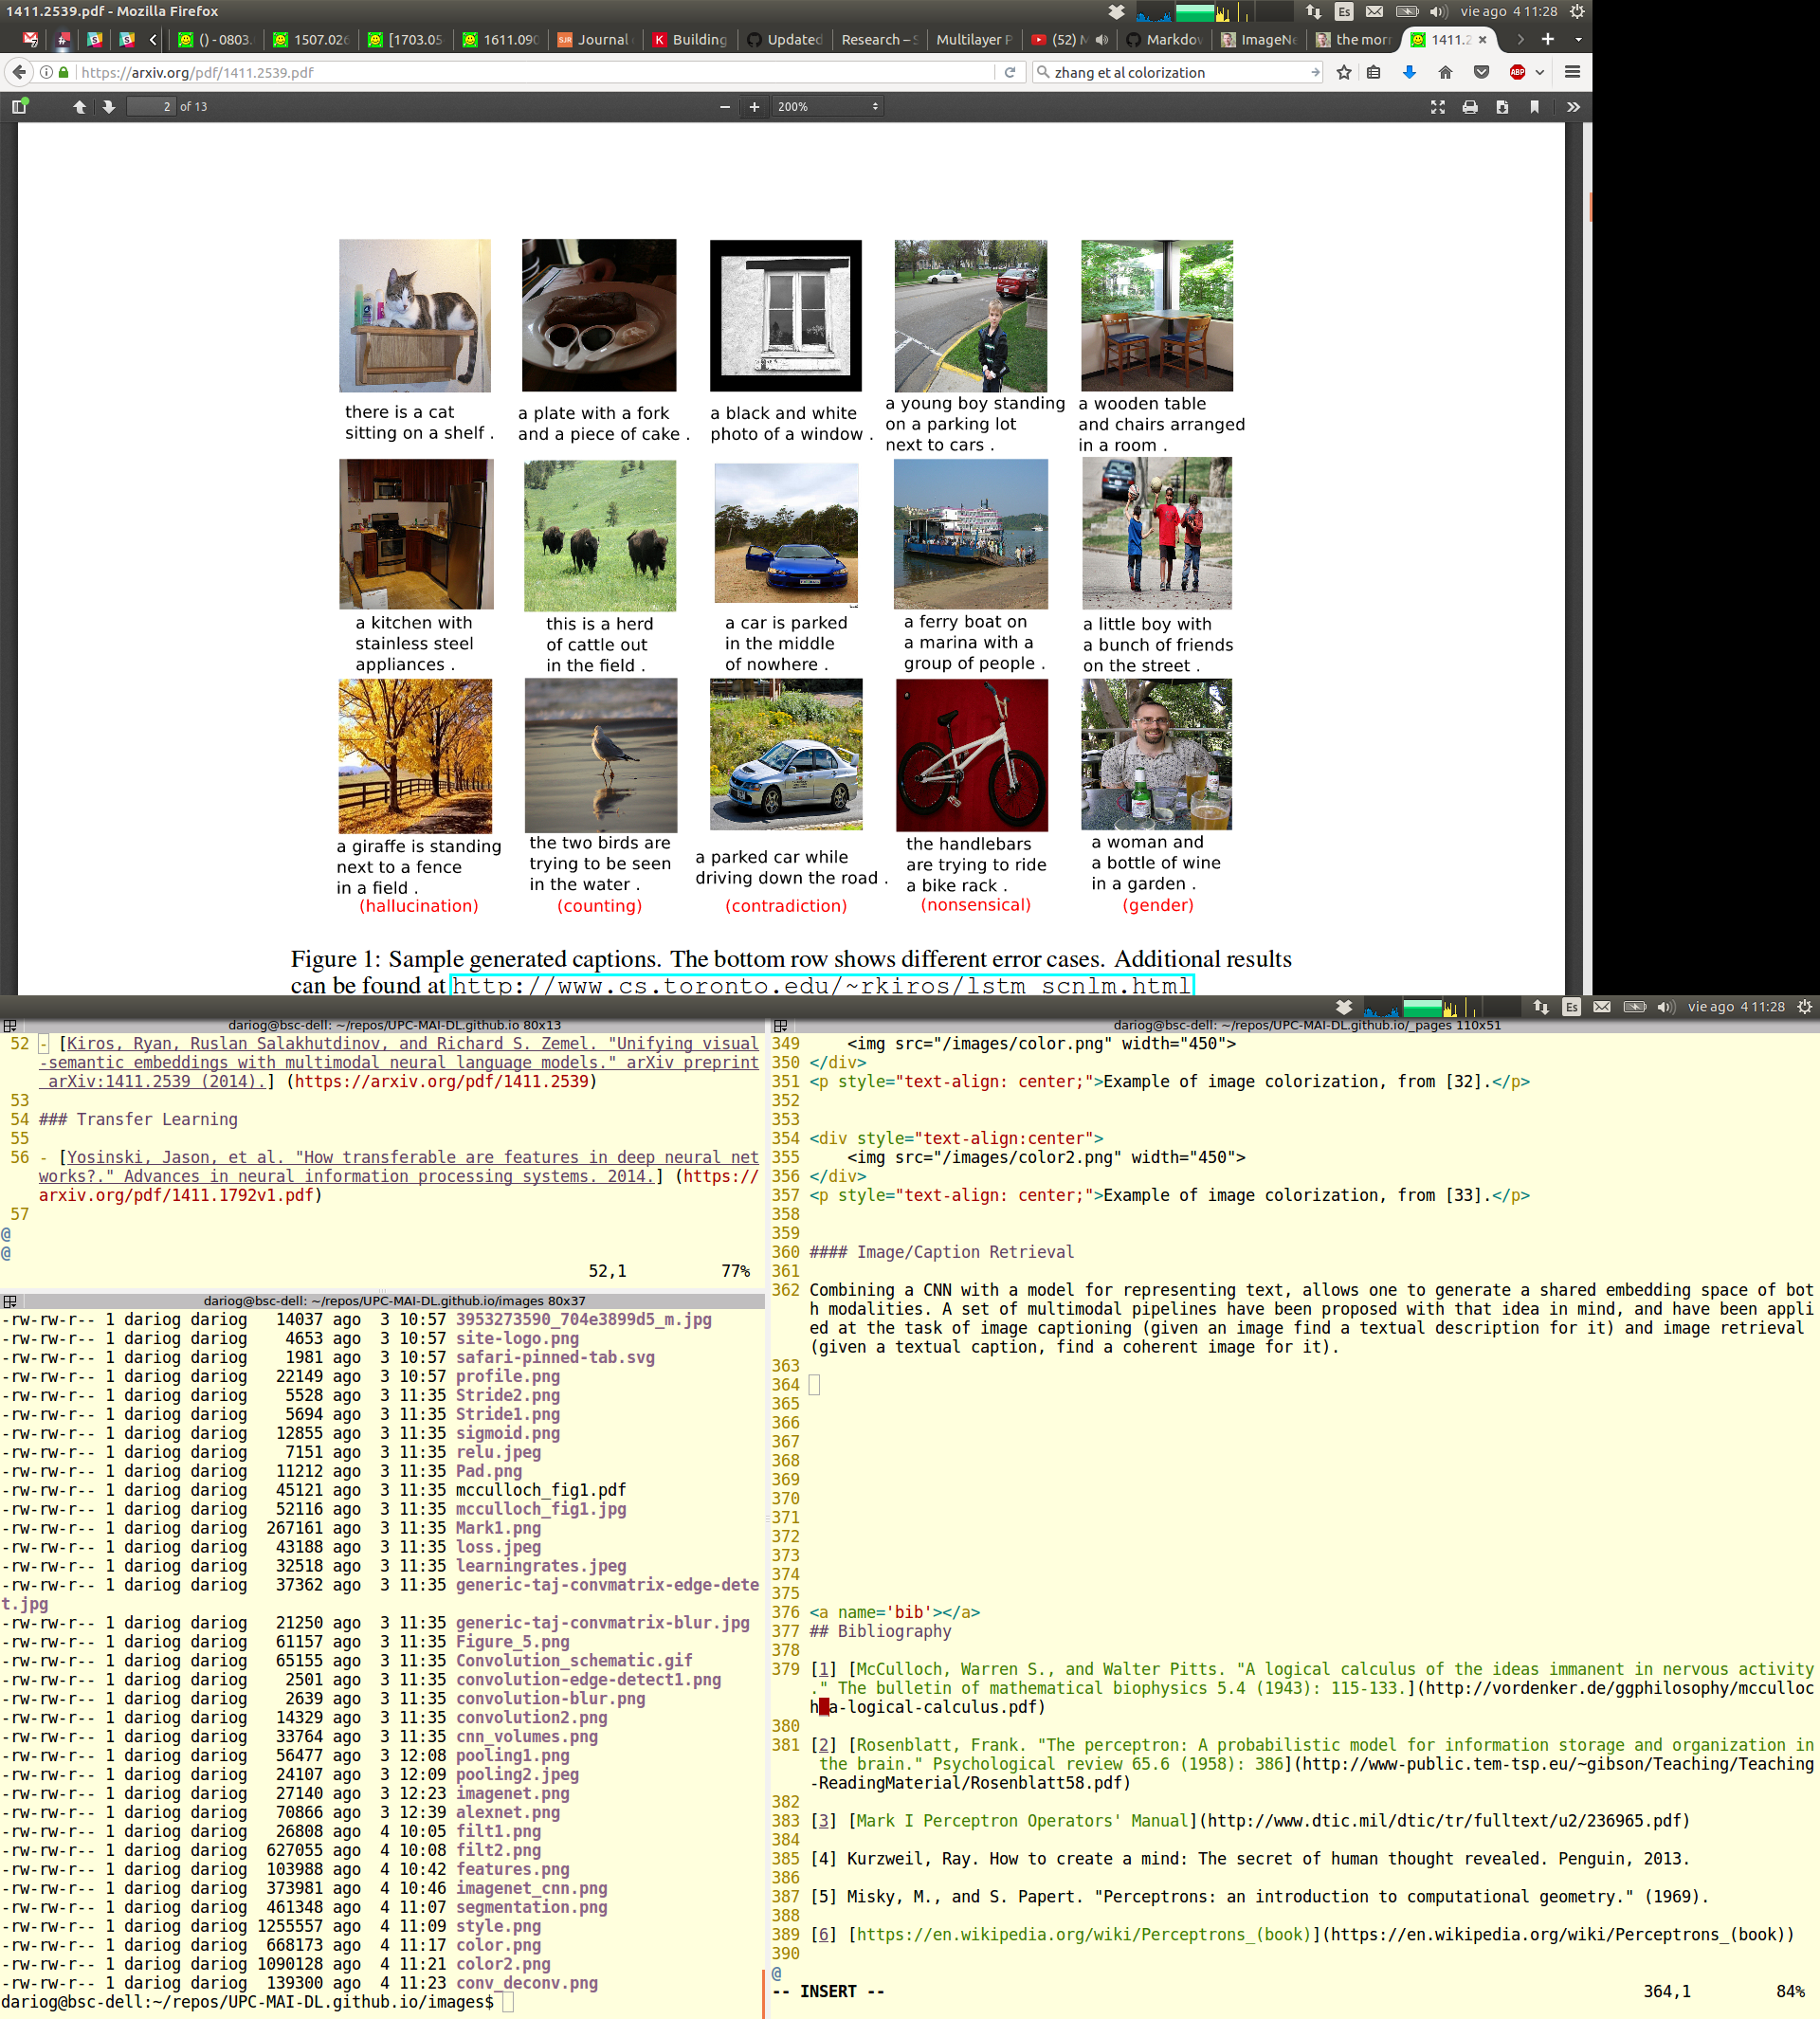 1411.2539.pdf - Mozilla Firefox
Es
vie ago 4 11:28
() - 0803.
1507.026
[1703.05
1611.090
Journal
Building
Updated
Research – S
Multilayer P
(52) M
Markdov
ImageNe
the morn
1411.2
https://arxiv.org/pdf/1411.2539.pdf
zhang et al colorization
ABP
2 of 13
200%
there is a cat
sitting on a shelf .
a plate with a fork
and a piece of cake .
a black and white
photo of a window .
a young boy standing
on a parking lot
next to cars .
a wooden table
and chairs arranged
in a room .
a kitchen with
stainless steel
appliances .
this is a herd
of cattle out
in the field .
a car is parked
in the middle
of nowhere .
a ferry boat on
a marina with a
group of people .
a little boy with
a bunch of friends
on the street .
a giraffe is standing
next to a fence
in a field .
(hallucination)
the two birds are
trying to be seen
in the water .
(counting)
a parked car while
driving down the road .
(contradiction)
the handlebars
are trying to ride
a bike rack .
(nonsensical)
a woman and
a bottle of wine
in a garden .
(gender)
Figure 1: Sample generated captions. The bottom row shows different error cases. Additional results
can be found at http://www.cs.toronto.edu/~rkiros/lstm_scnlm.html
Es
vie ago 4 11:28
dariog@bsc-dell: ~/repos/UPC-MAI-DL.github.io 80x13
52 - [Kiros, Ryan, Ruslan Salakhutdinov, and Richard S. Zemel. "Unifying visual
-semantic embeddings with multimodal neural language models." arXiv preprint
arXiv:1411.2539 (2014).] (https://arxiv.org/pdf/1411.2539)
53
54 ### Transfer Learning
55
56 - [Yosinski, Jason, et al. "How transferable are features in deep neural net
works?." Advances in neural information processing systems. 2014.] (https://
arxiv.org/pdf/1411.1792v1.pdf)
57
@
@
52,1 77%
dariog@bsc-dell: ~/repos/UPC-MAI-DL.github.io/images 80x37
-rw-rw-r-- 1 dariog dariog 14037 ago 3 10:57 3953273590_704e3899d5_m.jpg
-rw-rw-r-- 1 dariog dariog 4653 ago 3 10:57 site-logo.png
-rw-rw-r-- 1 dariog dariog 1981 ago 3 10:57 safari-pinned-tab.svg
-rw-rw-r-- 1 dariog dariog 22149 ago 3 10:57 profile.png
-rw-rw-r-- 1 dariog dariog 5528 ago 3 11:35 Stride2.png
-rw-rw-r-- 1 dariog dariog 5694 ago 3 11:35 Stride1.png
-rw-rw-r-- 1 dariog dariog 12855 ago 3 11:35 sigmoid.png
-rw-rw-r-- 1 dariog dariog 7151 ago 3 11:35 relu.jpeg
-rw-rw-r-- 1 dariog dariog 11212 ago 3 11:35 Pad.png
-rw-rw-r-- 1 dariog dariog 45121 ago 3 11:35 mcculloch_fig1.pdf
-rw-rw-r-- 1 dariog dariog 52116 ago 3 11:35 mcculloch_fig1.jpg
-rw-rw-r-- 1 dariog dariog 267161 ago 3 11:35 Mark1.png
-rw-rw-r-- 1 dariog dariog 43188 ago 3 11:35 loss.jpeg
-rw-rw-r-- 1 dariog dariog 32518 ago 3 11:35 learningrates.jpeg
-rw-rw-r-- 1 dariog dariog 37362 ago 3 11:35 generic-taj-convmatrix-edge-dete
t.jpg
-rw-rw-r-- 1 dariog dariog 21250 ago 3 11:35 generic-taj-convmatrix-blur.jpg
-rw-rw-r-- 1 dariog dariog 61157 ago 3 11:35 Figure_5.png
-rw-rw-r-- 1 dariog dariog 65155 ago 3 11:35 Convolution_schematic.gif
-rw-rw-r-- 1 dariog dariog 2501 ago 3 11:35 convolution-edge-detect1.png
-rw-rw-r-- 1 dariog dariog 2639 ago 3 11:35 convolution-blur.png
-rw-rw-r-- 1 dariog dariog 14329 ago 3 11:35 convolution2.png
-rw-rw-r-- 1 dariog dariog 33764 ago 3 11:35 cnn_volumes.png
-rw-rw-r-- 1 dariog dariog 56477 ago 3 12:08 pooling1.png
-rw-rw-r-- 1 dariog dariog 24107 ago 3 12:09 pooling2.jpeg
-rw-rw-r-- 1 dariog dariog 27140 ago 3 12:23 imagenet.png
-rw-rw-r-- 1 dariog dariog 70866 ago 3 12:39 alexnet.png
-rw-rw-r-- 1 dariog dariog 26808 ago 4 10:05 filt1.png
-rw-rw-r-- 1 dariog dariog 627055 ago 4 10:08 filt2.png
-rw-rw-r-- 1 dariog dariog 103988 ago 4 10:42 features.png
-rw-rw-r-- 1 dariog dariog 373981 ago 4 10:46 imagenet_cnn.png
-rw-rw-r-- 1 dariog dariog 461348 ago 4 11:07 segmentation.png
-rw-rw-r-- 1 dariog dariog 1255557 ago 4 11:09 style.png
-rw-rw-r-- 1 dariog dariog 668173 ago 4 11:17 color.png
-rw-rw-r-- 1 dariog dariog 1090128 ago 4 11:21 color2.png
-rw-rw-r-- 1 dariog dariog 139300 ago 4 11:23 conv_deconv.png
dariog@bsc-dell:~/repos/UPC-MAI-DL.github.io/images$
dariog@bsc-dell: ~/repos/UPC-MAI-DL.github.io/_pages 110x51
349 <img src="/images/color.png" width="450">
350 </div>
351 <p style="text-align: center;">Example of image colorization, from [32].</p>
352
353
354 <div style="text-align:center">
355 <img src="/images/color2.png" width="450">
356 </div>
357 <p style="text-align: center;">Example of image colorization, from [33].</p>
358
359
360 #### Image/Caption Retrieval
361
362 Combining a CNN with a model for representing text, allows one to generate a shared embedding space of bot
h modalities. A set of multimodal pipelines have been proposed with that idea in mind, and have been appli
ed at the task of image captioning (given an image find a textual description for it) and image retrieval
(given a textual caption, find a coherent image for it).
363
364
365
366
367
368
369
370
371
372
373
374
375
376 <a name='bib'></a>
377 ## Bibliography
378
379 [1] [McCulloch, Warren S., and Walter Pitts. "A logical calculus of the ideas immanent in nervous activity
." The bulletin of mathematical biophysics 5.4 (1943): 115-133.](http://vordenker.de/ggphilosophy/mcculloc
h a-logical-calculus.pdf)
380
381 [2] [Rosenblatt, Frank. "The perceptron: A probabilistic model for information storage and organization in
the brain." Psychological review 65.6 (1958): 386](http://www-public.tem-tsp.eu/~gibson/Teaching/Teaching
-ReadingMaterial/Rosenblatt58.pdf)
382
383 [3] [Mark I Perceptron Operators' Manual](http://www.dtic.mil/dtic/tr/fulltext/u2/236965.pdf)
384
385 [4] Kurzweil, Ray. How to create a mind: The secret of human thought revealed. Penguin, 2013.
386
387 [5] Misky, M., and S. Papert. "Perceptrons: an introduction to computational geometry." (1969).
388
389 [6] [https://en.wikipedia.org/wiki/Perceptrons_(book)](https://en.wikipedia.org/wiki/Perceptrons_(book))
390
@
-- INSERT -- 364,1 84%